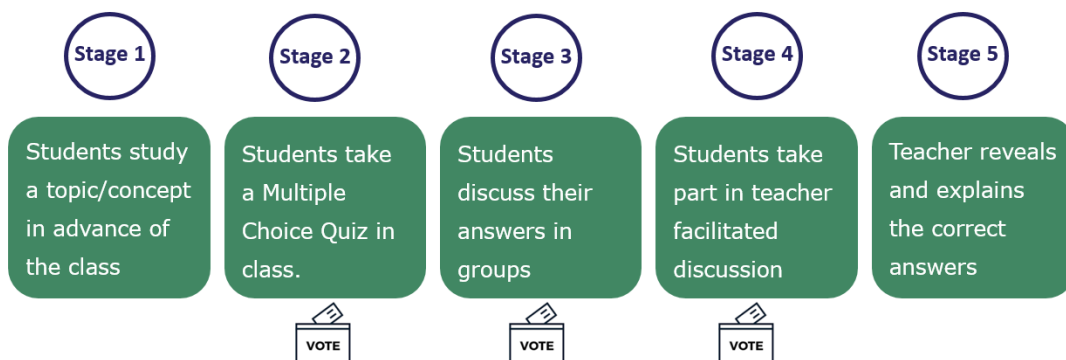 Stage 1
Stage 2
Stage 3
Stage 4
Stage 5
Students study
a topic/concept
in advance of
the class
Students take
a Multiple
Choice Quiz in
class.
Students
discuss their
answers in
groups
Students take
part in teacher
facilitated
discussion
Teacher reveals
and explains
the correct
answers
VOTE
VOTE
VOTE